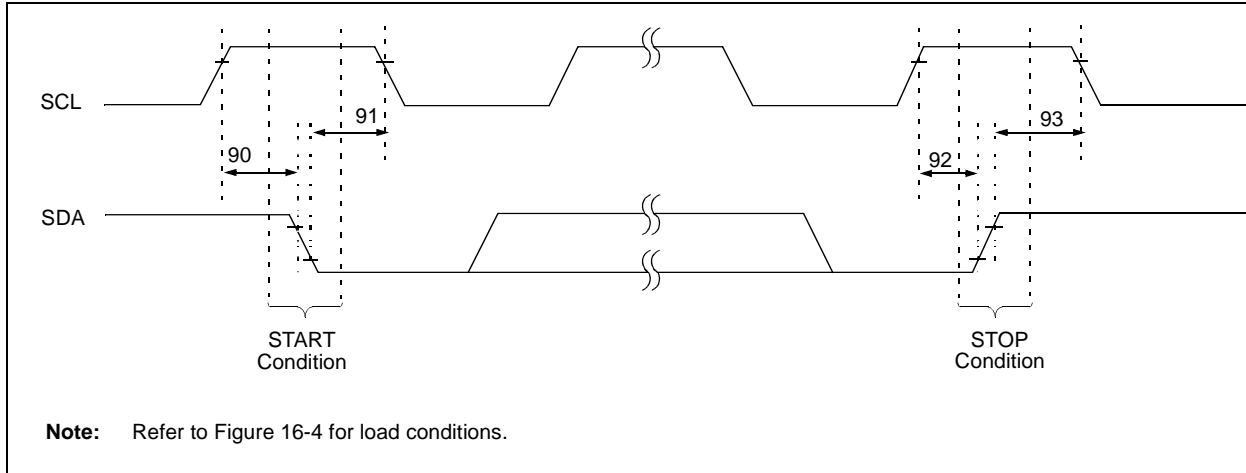 SCL
91
93
90
92
SDA
START
Condition
STOP
Condition
Note: Refer to Figure 16-4 for load conditions.